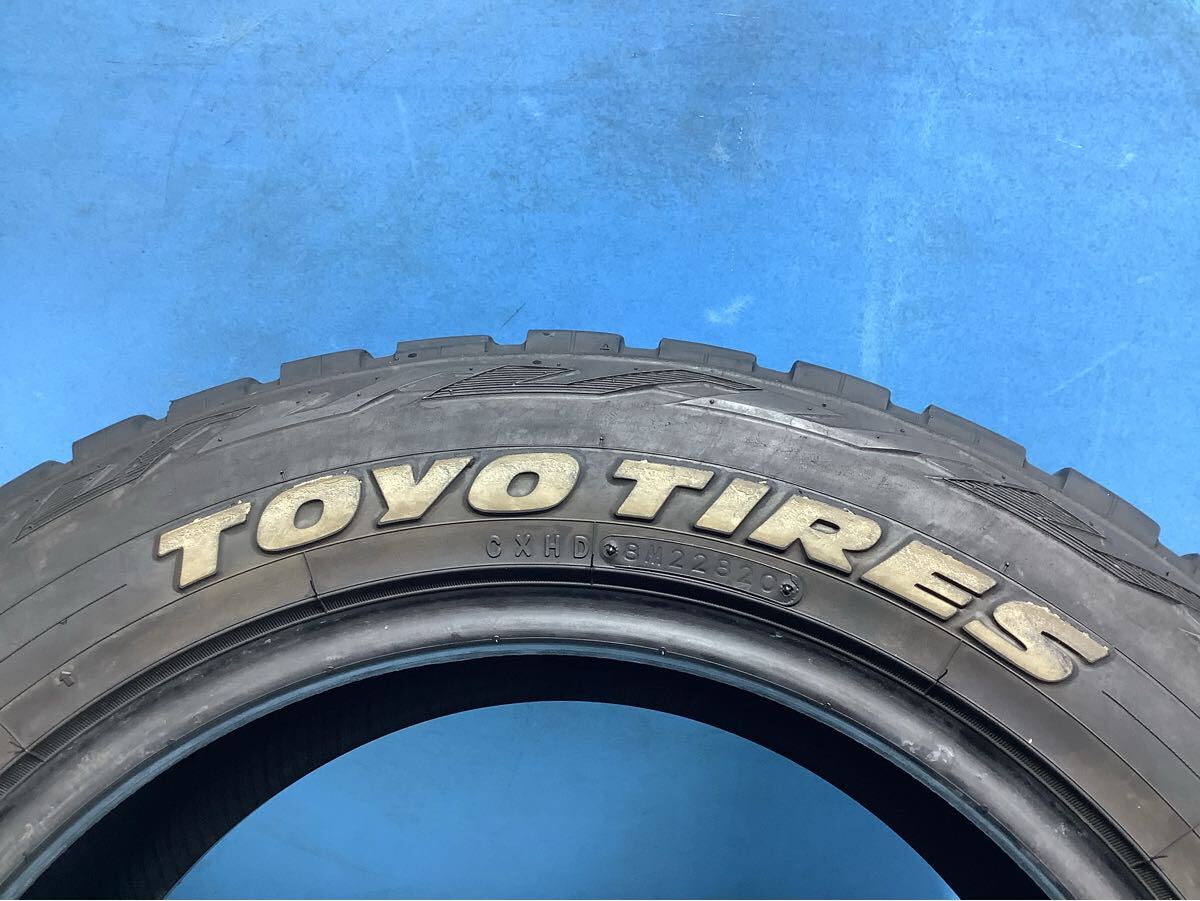 TOYO TIRES
CXHD 8M22820